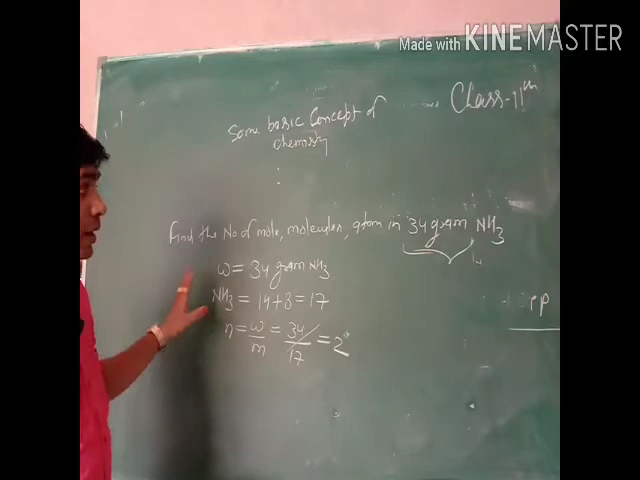 Made with KINEMASTER
Class-11th
Some basic Concept of
chemistry
:
Find the No of mole, molecules, atom in 34 gram NH3
w = 34 gram NH3
NH3 = 14+3 = 17
n = w/m = 34/17 = 2
PP